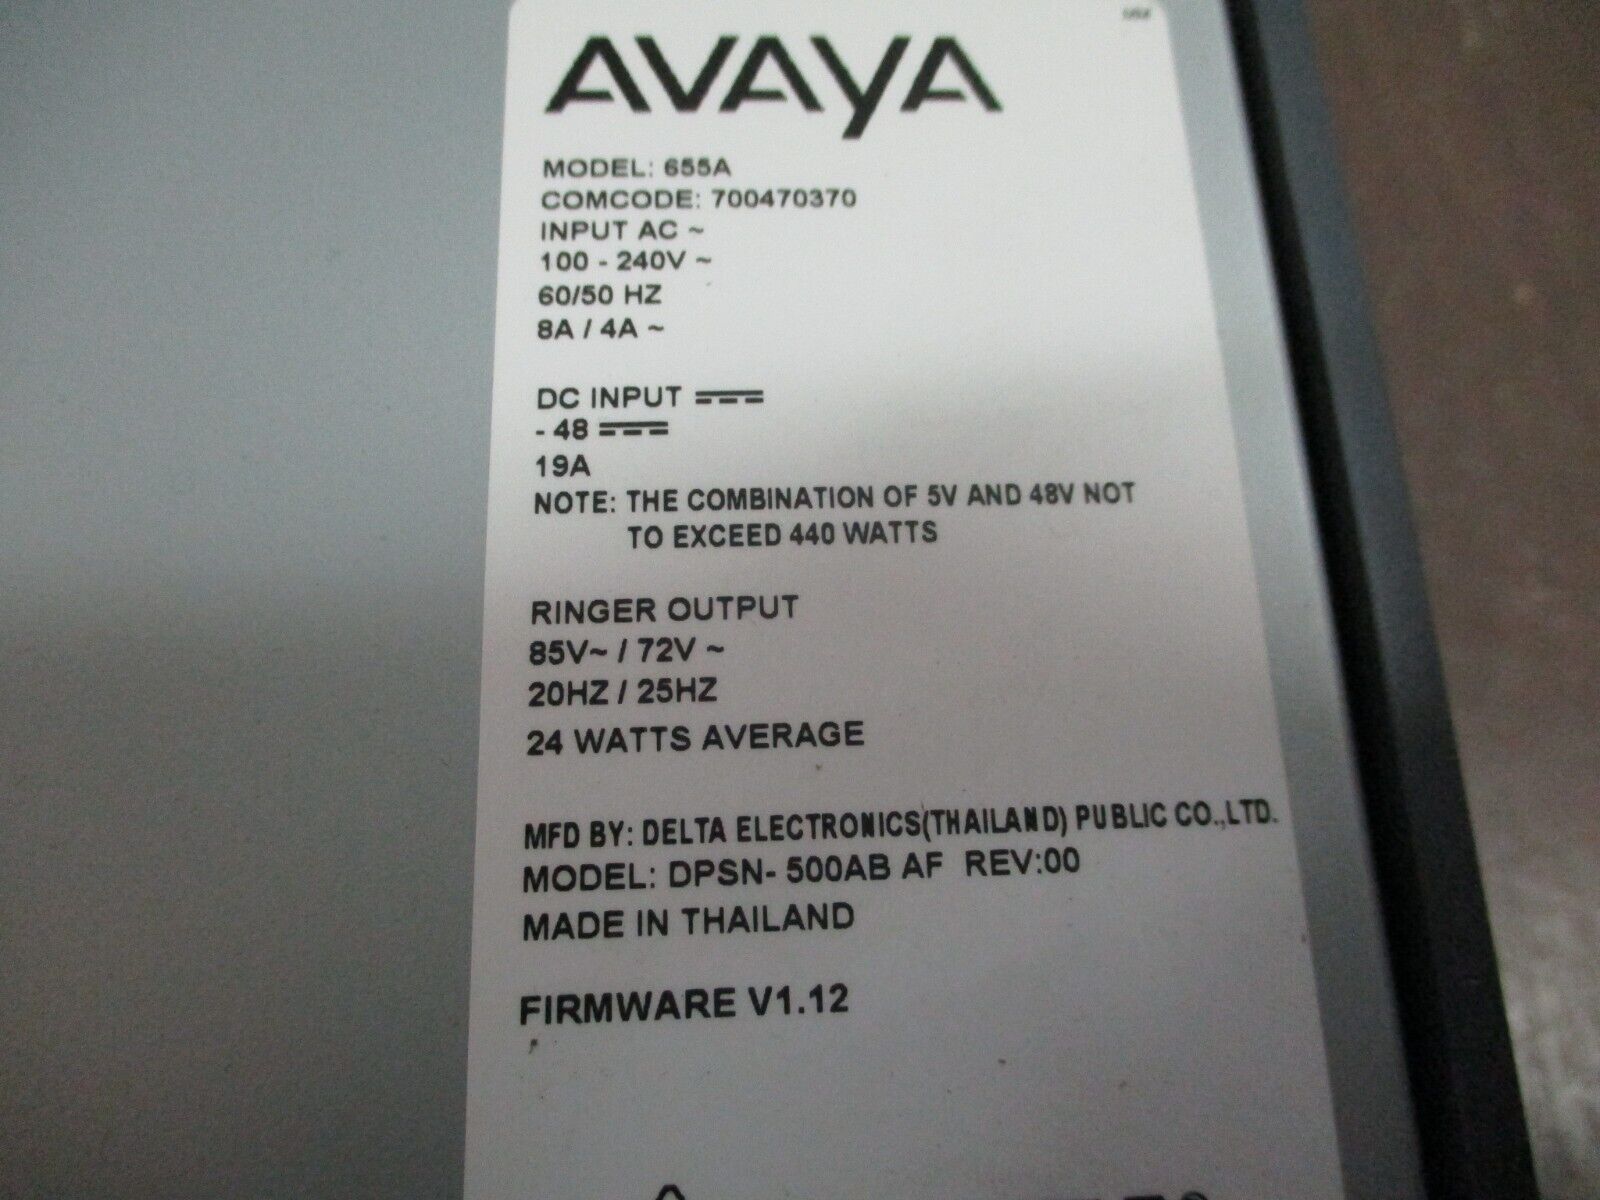 AVAYA
MODEL: 655A
COMCODE: 700470370
INPUT AC ~
100 - 240V ~
60/50 HZ
8A / 4A ~
DC INPUT
- 48
19A
NOTE: THE COMBINATION OF 5V AND 48V NOT
TO EXCEED 440 WATTS
RINGER OUTPUT
85V~ / 72V ~
20HZ / 25HZ
24 WATTS AVERAGE
MFD BY: DELTA ELECTRONICS(THAILAND) PUBLIC CO.,LTD.
MODEL: DPSN- 500AB AF REV:00
MADE IN THAILAND
FIRMWARE V1.12